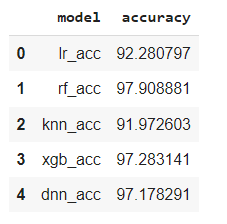 model accuracy
0 lr_acc 92.280797
1 rf_acc 97.908881
2 knn_acc 91.972603
3 xgb_acc 97.283141
4 dnn_acc 97.178291